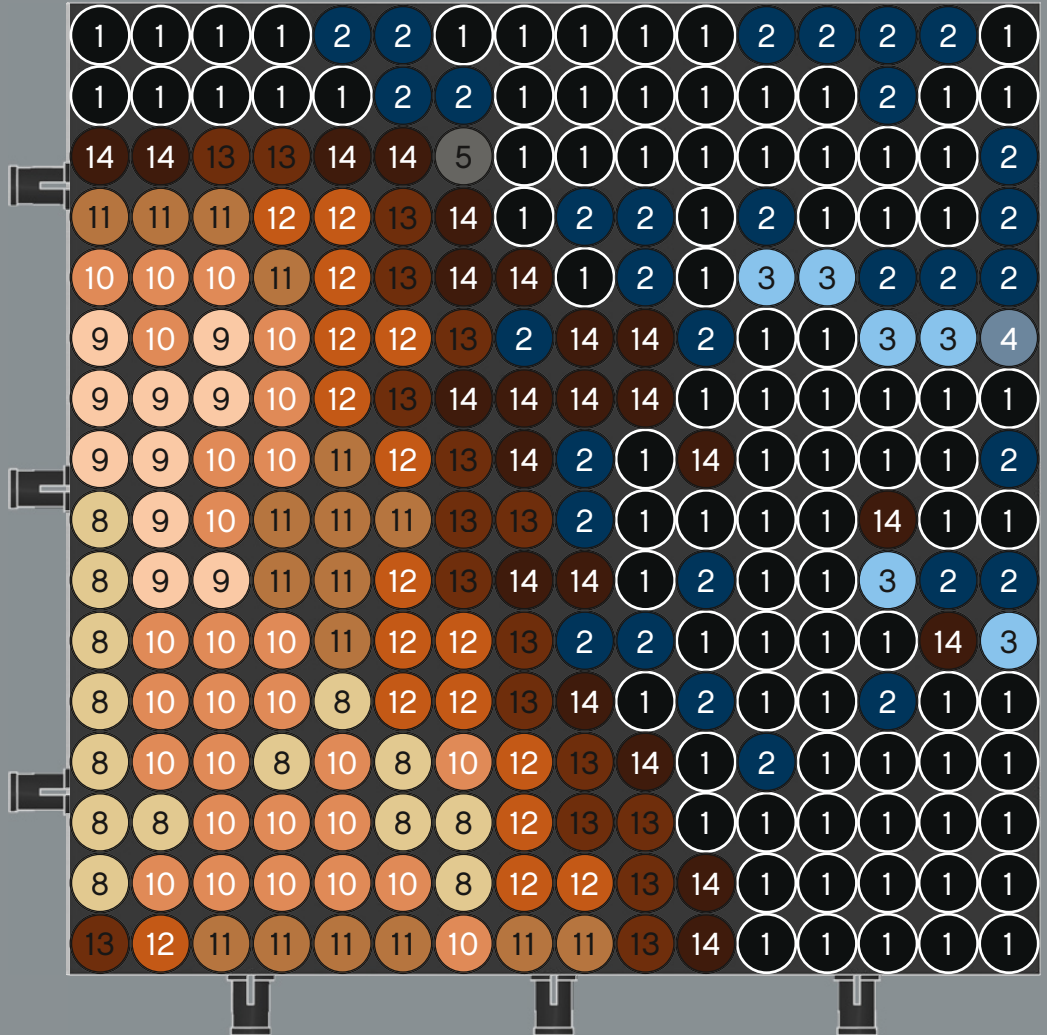 1 1 1 1 2 2 1 1 1 1 1 2 2 2 2 1
1 1 1 1 1 2 2 1 1 1 1 1 1 2 1 1
14 14 13 13 14 14 5 1 1 1 1 1 1 1 1 2
11 11 11 12 12 13 14 1 2 2 1 2 1 1 1 2
10 10 10 11 12 13 14 14 1 2 1 3 3 2 2 2
9 10 9 10 12 12 13 2 14 14 2 1 1 3 3 4
9 9 9 10 12 13 14 14 14 14 1 1 1 1 1 1
9 9 10 10 11 12 13 14 2 1 14 1 1 1 1 2
8 9 10 11 11 11 13 13 2 1 1 1 1 14 1 1
8 9 9 11 11 12 13 14 14 1 2 1 1 3 2 2
8 10 10 10 11 12 12 13 2 2 1 1 1 1 14 3
8 10 10 10 8 12 12 13 14 1 2 1 1 2 1 1
8 10 10 8 10 8 10 12 13 14 1 2 1 1 1 1
8 8 10 10 10 8 8 12 13 13 1 1 1 1 1 1
8 10 10 10 10 10 8 12 12 13 14 1 1 1 1 1
13 12 11 11 11 11 10 11 11 13 14 1 1 1 1 1